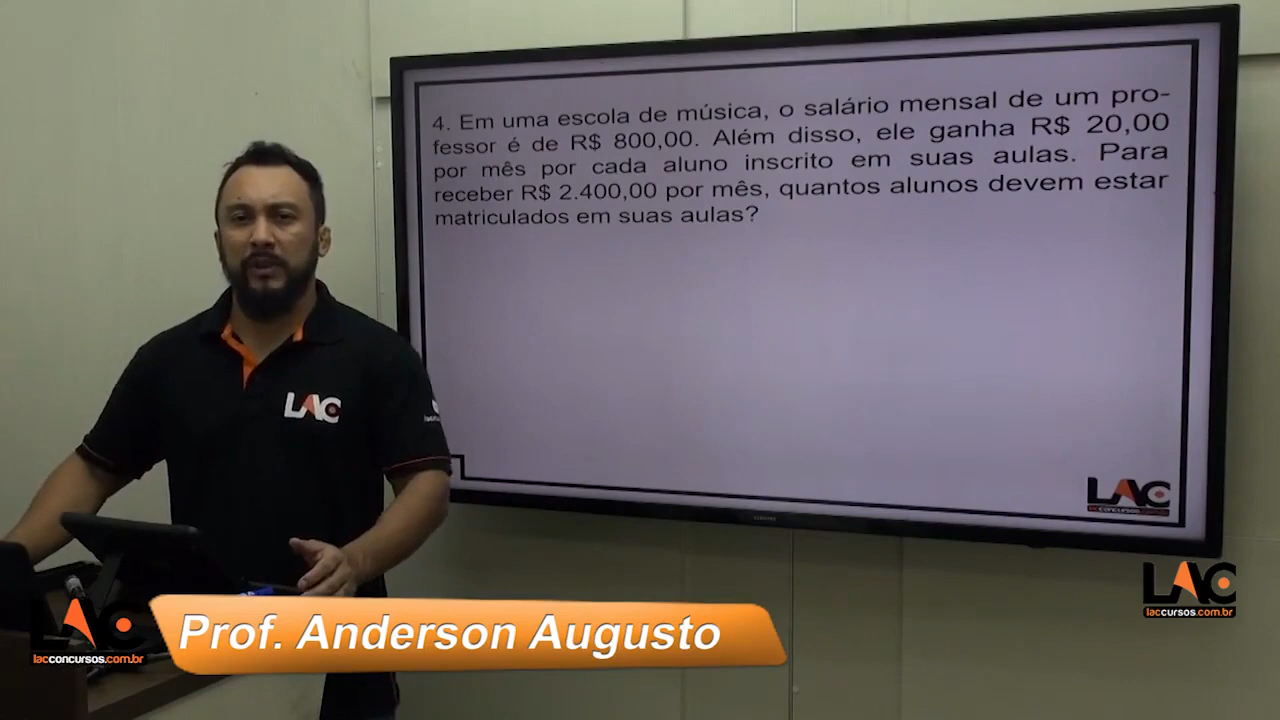 4. Em uma escola de música, o salário mensal de um pro-
fessor é de R$ 800,00. Além disso, ele ganha R$ 20,00
por mês por cada aluno inscrito em suas aulas. Para
receber R$ 2.400,00 por mês, quantos alunos devem estar
matriculados em suas aulas?
LAC
LAC
lacconcursos.com.br
LAC
laccursos.com.br
Prof. Anderson Augusto
LAC
lacconcursos.com.br